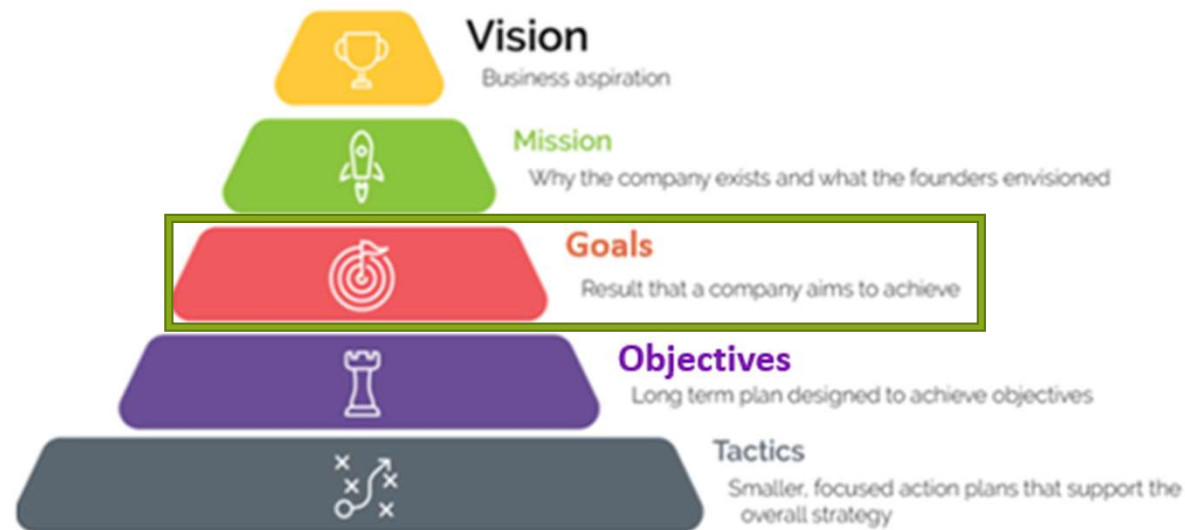 Vision
Business aspiration
Mission
Why the company exists and what the founders envisioned
Goals
Result that a company aims to achieve
Objectives
Long term plan designed to achieve objectives
Tactics
Smaller, focused action plans that support the
overall strategy